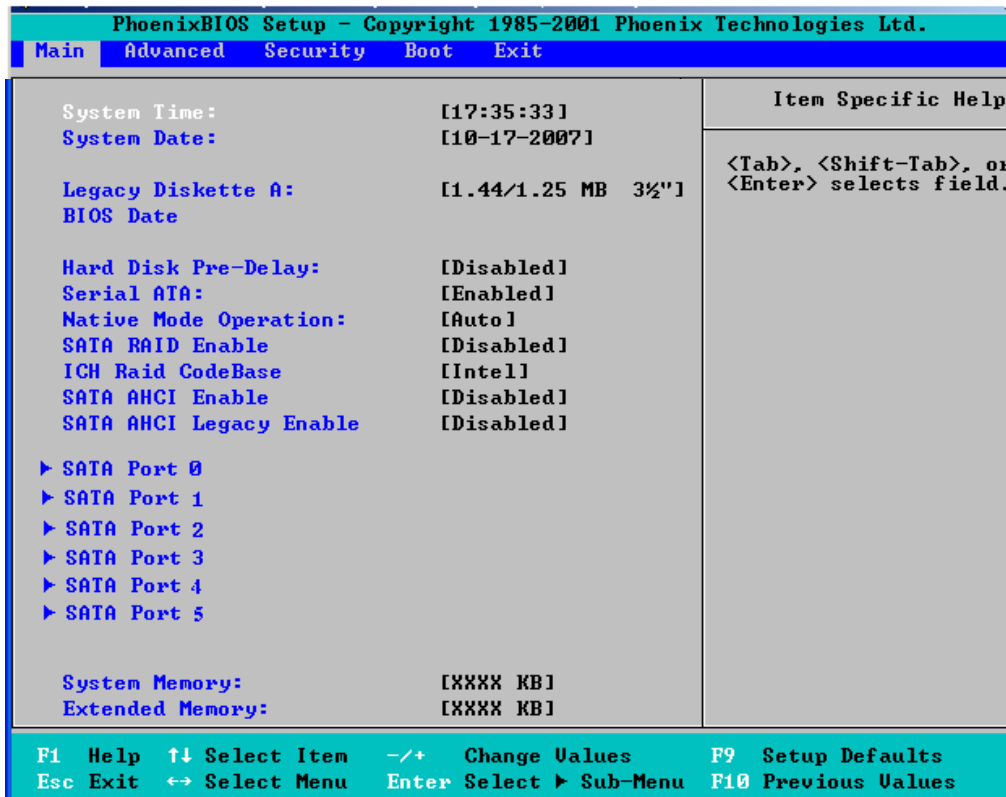 PhoenixBIOS Setup - Copyright 1985-2001 Phoenix Technologies Ltd.
Main Advanced Security Boot Exit
System Time: [17:35:33]
System Date: [10-17-2007]
Legacy Diskette A: [1.44/1.25 MB 3½"]
BIOS Date
Hard Disk Pre-Delay: [Disabled]
Serial ATA: [Enabled]
Native Mode Operation: [Auto]
SATA RAID Enable [Disabled]
ICH Raid CodeBase [Intel]
SATA AHCI Enable [Disabled]
SATA AHCI Legacy Enable [Disabled]
▶ SATA Port 0
▶ SATA Port 1
▶ SATA Port 2
▶ SATA Port 3
▶ SATA Port 4
▶ SATA Port 5
System Memory: [XXXX KB]
Extended Memory: [XXXX KB]
Item Specific Help
<Tab>, <Shift-Tab>, or
<Enter> selects field.
F1 Help ↑↓ Select Item -/+ Change Values F9 Setup Defaults
Esc Exit ↔ Select Menu Enter Select ▶ Sub-Menu F10 Previous Values